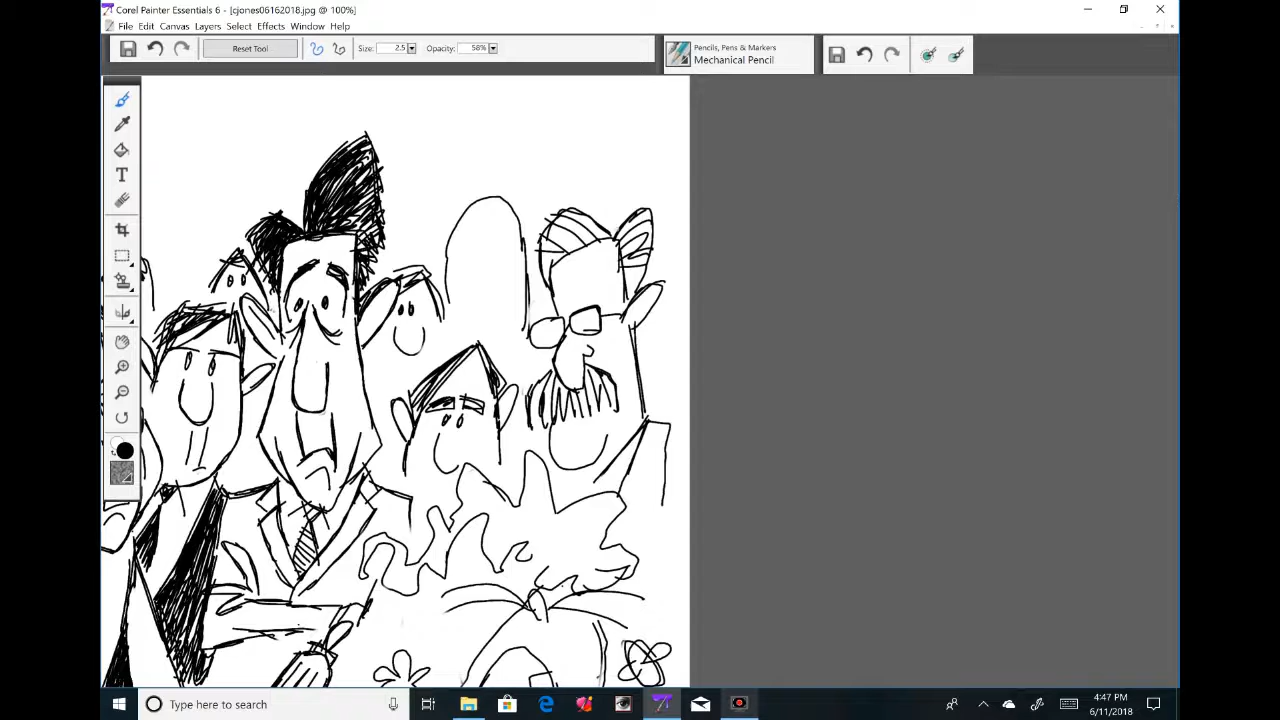 Corel Painter Essentials 6 - [cjones06162018.jpg @ 100%]
File Edit Canvas Layers Select Effects Window Help
Reset Tool Size: 2.5 Opacity: 58%
Pencils, Pens & Markers
Mechanical Pencil
T
Type here to search
4:47 PM
6/11/2018